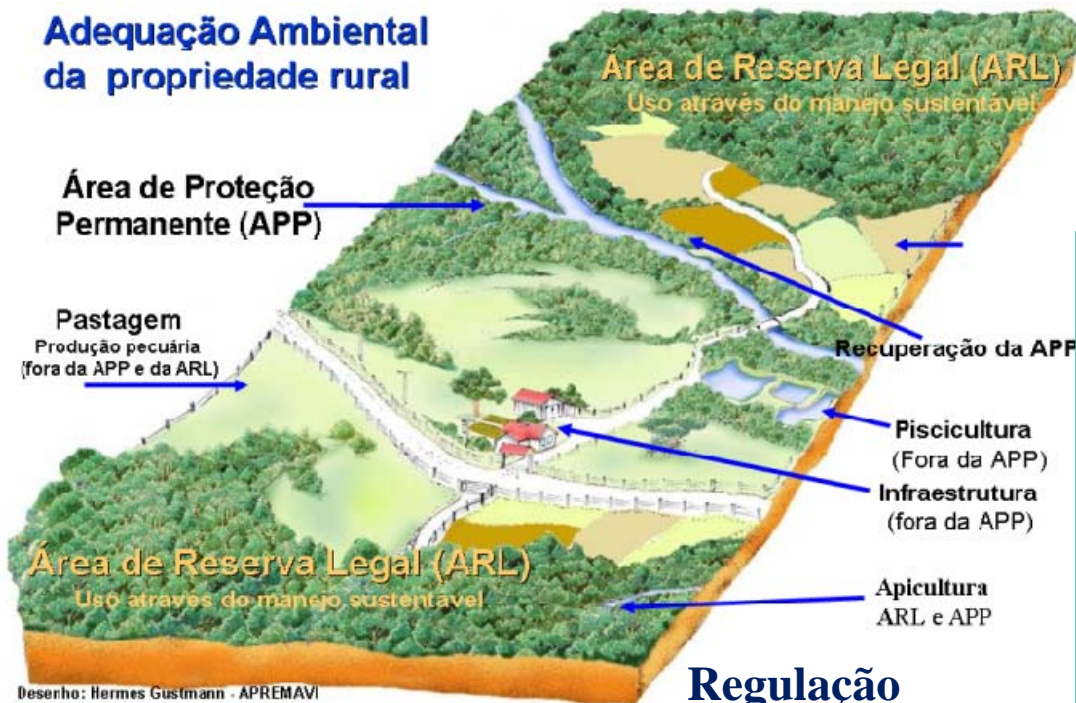 Adequação Ambiental
da propriedade rural
Área de Reserva Legal (ARL)
Uso através do manejo sustentável
Área de Proteção
Permanente (APP)
Pastagem
Produção pecuária
(fora da APP e da ARL)
Recuperação da APP
Piscicultura
(Fora da APP)
Infraestrutura
(fora da APP)
Área de Reserva Legal (ARL)
Uso através do manejo sustentável
Apicultura
ARL e APP
Desenho: Hermes Gustmann - APREMAVI
Regulação